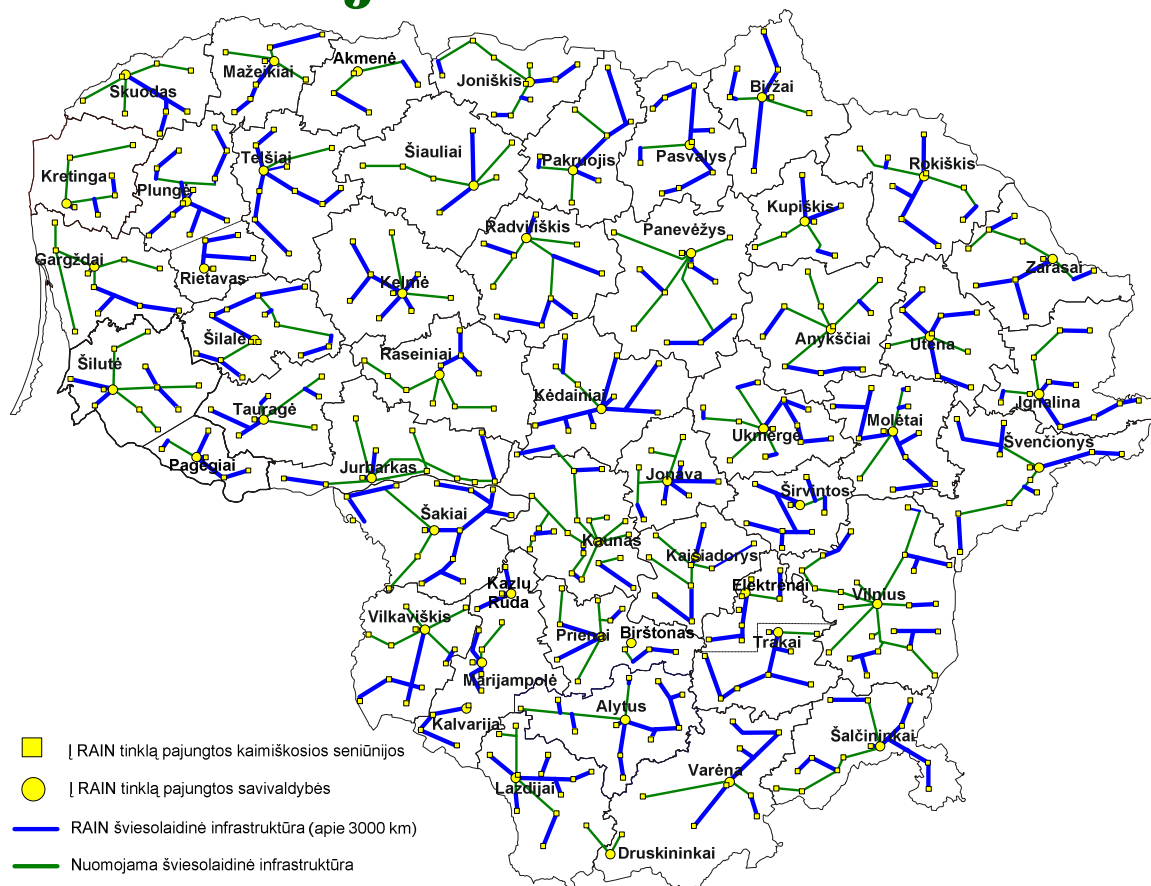 Skuodas
Mažeikiai
Akmenė
Joniškis
Biržai
Kretinga
Plungė
Telšiai
Šiauliai
Pakruojis
Pasvalys
Rokiškis
Kupiškis
Gargždai
Rietavas
Kelmė
Radviliškis
Panevėžys
Zarasai
Šilutė
Šilalė
Raseiniai
Anykščiai
Utena
Tauragė
Kėdainiai
Ukmergė
Molėtai
Ignalina
Švenčionys
Pagėgiai
Jurbarkas
Jonava
Širvintos
Šakiai
Kaunas
Kaišiadorys
Elektrėnai
Vilnius
Kazlų
Rūda
Vilkaviškis
Prienai
Birštonas
Trakai
Marijampolė
Kalvarija
Alytus
Šalčininkai
Lazdijai
Varėna
Druskininkai
Į RAIN tinklą pajungtos kaimiškosios seniūnijos
Į RAIN tinklą pajungtos savivaldybės
RAIN šviesolaidinė infrastruktūra (apie 3000 km)
Nuomojama šviesolaidinė infrastruktūra